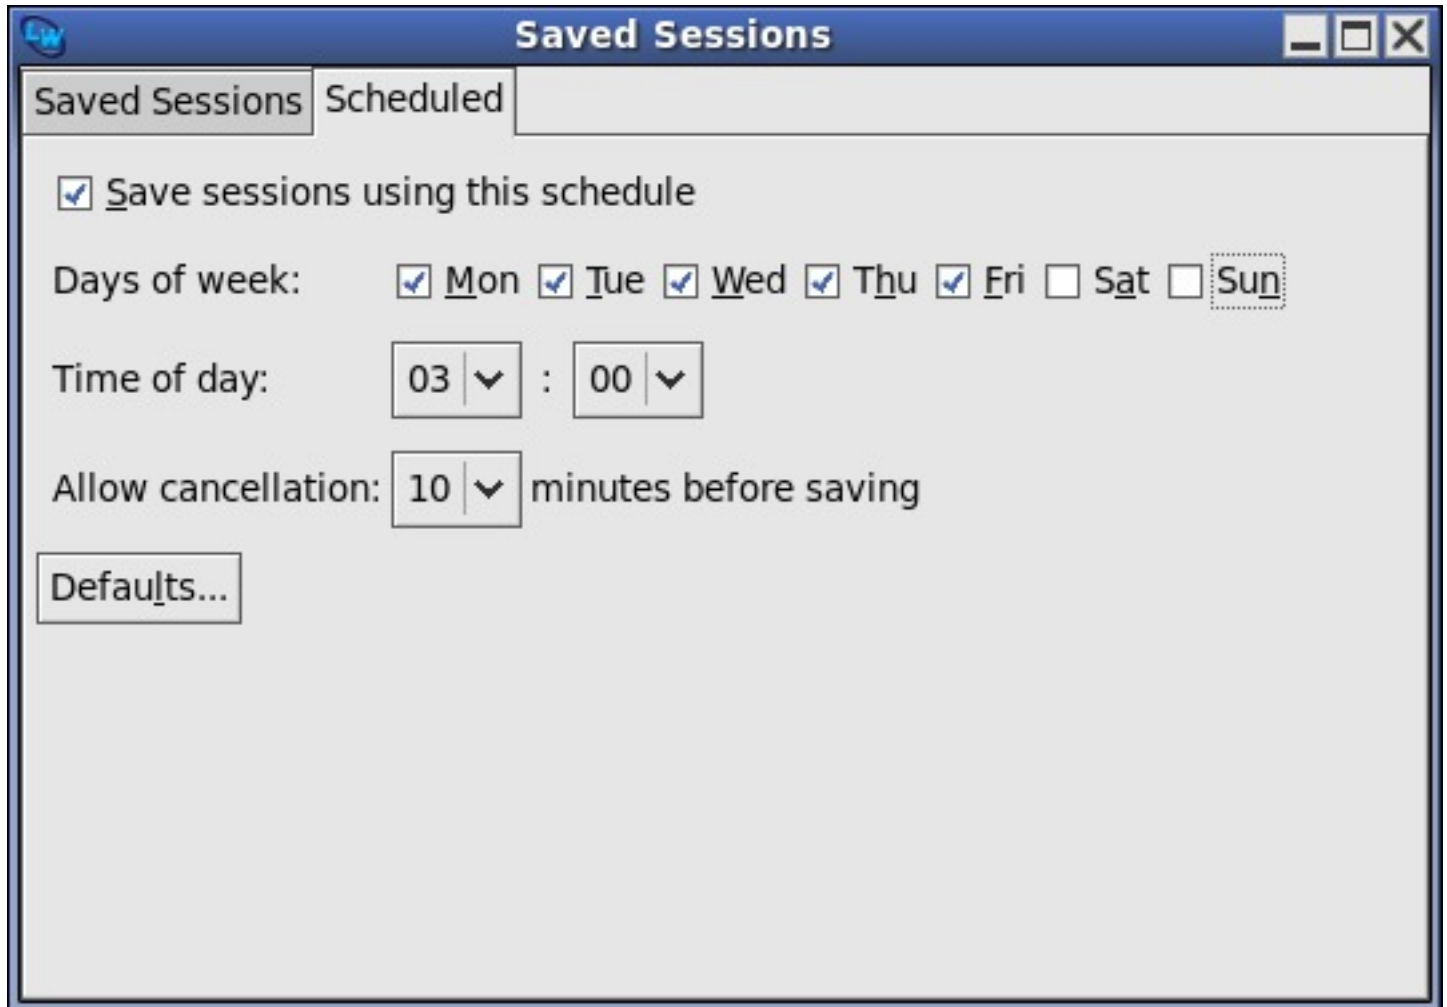 LW Saved Sessions
Saved Sessions Scheduled
Save sessions using this schedule
Days of week: Mon Tue Wed Thu Fri Sat Sun
Time of day: 03 : 00
Allow cancellation: 10 minutes before saving
Defaults...